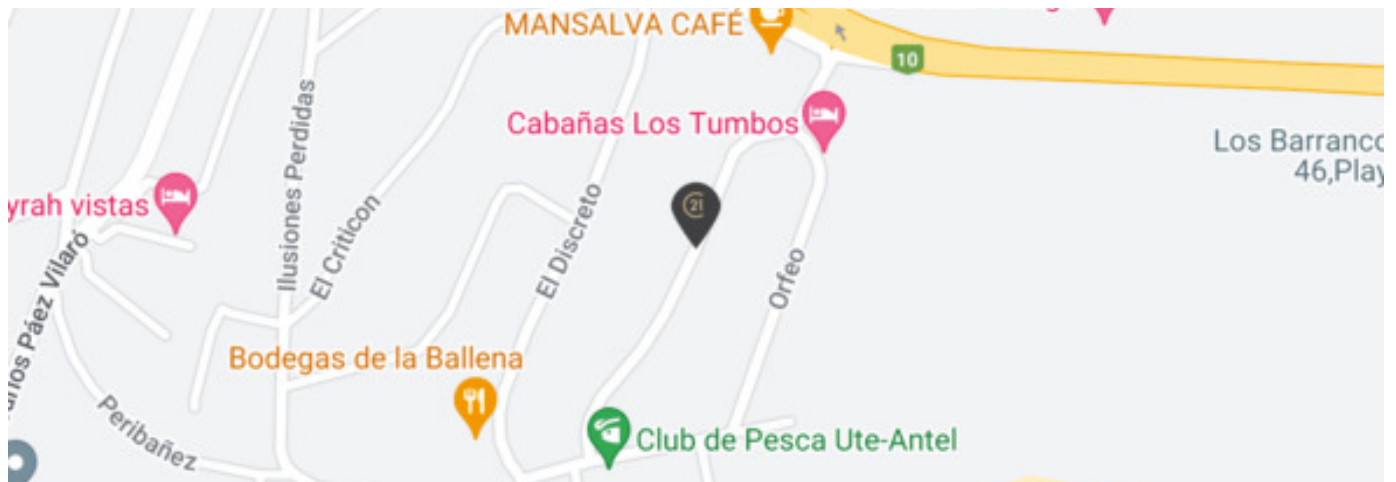 MANSALVA CAFÉ
10
Cabañas Los Tumbos
Los Barranco
46,Play
yrah vistas
Ilusiones Perdidas
El Criticon
El Discreto
21
Orfeo
Páez Vilaró
Bodegas de la Ballena
Peribañez
Club de Pesca Ute-Antel